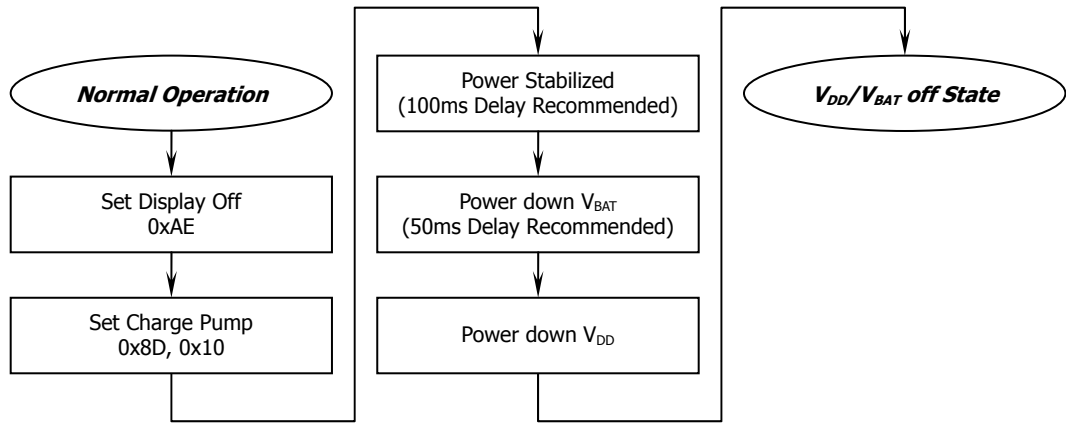 Normal Operation
Set Display Off
0xAE
Set Charge Pump
0x8D, 0x10
Power Stabilized
(100ms Delay Recommended)
Power down VBAT
(50ms Delay Recommended)
Power down VDD
VDD/VBAT off State